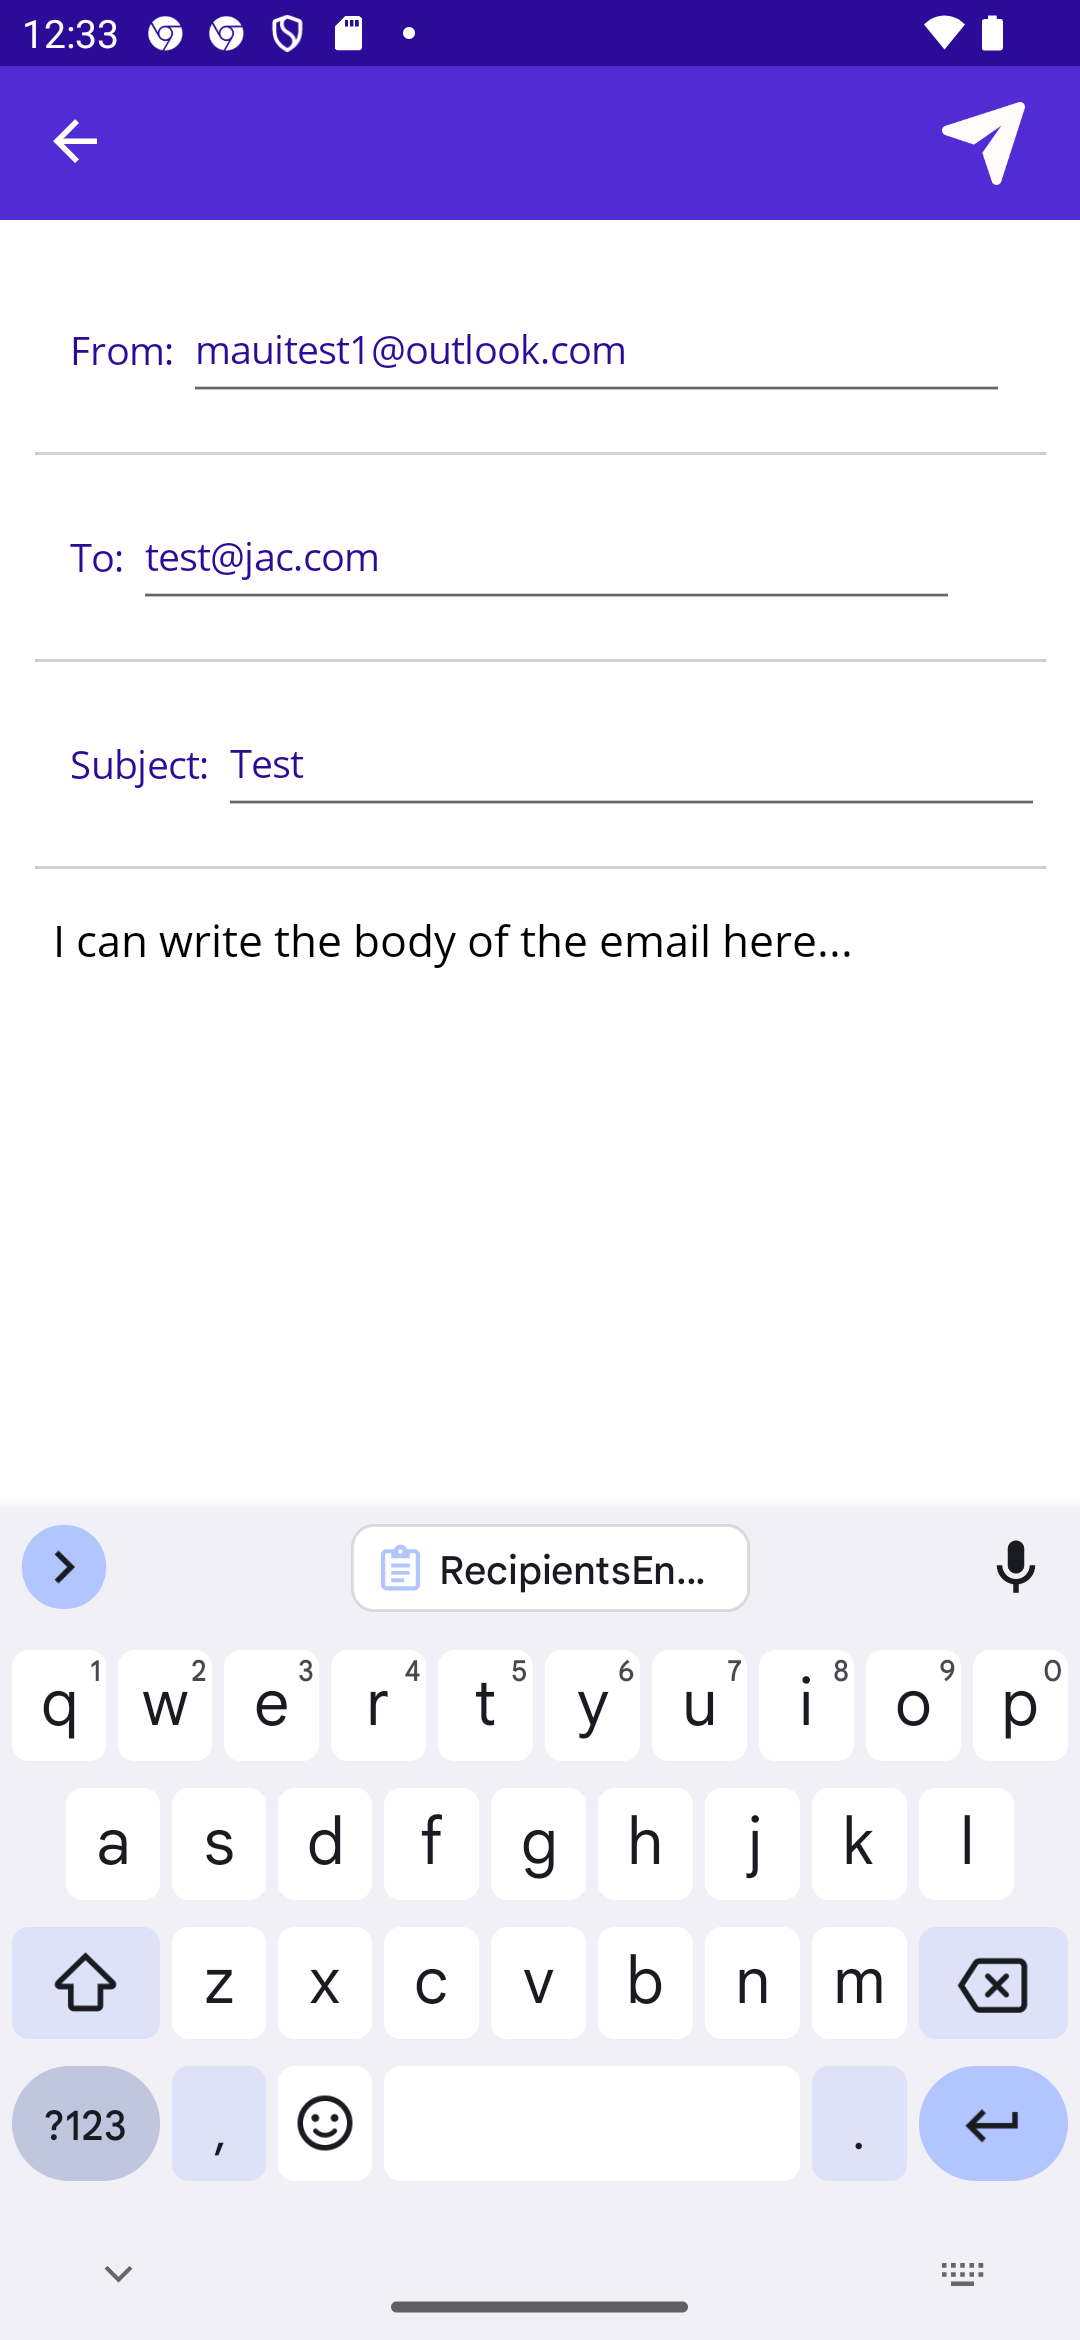 12:33
From: mauitest1@outlook.com
To: test@jac.com
Subject: Test
I can write the body of the email here...
RecipientsEn...
q 1 w 2 e 3 r 4 t 5 y 6 u 7 i 8 o 9 p 0
a s d f g h j k l
z x c v b n m
?123 , .